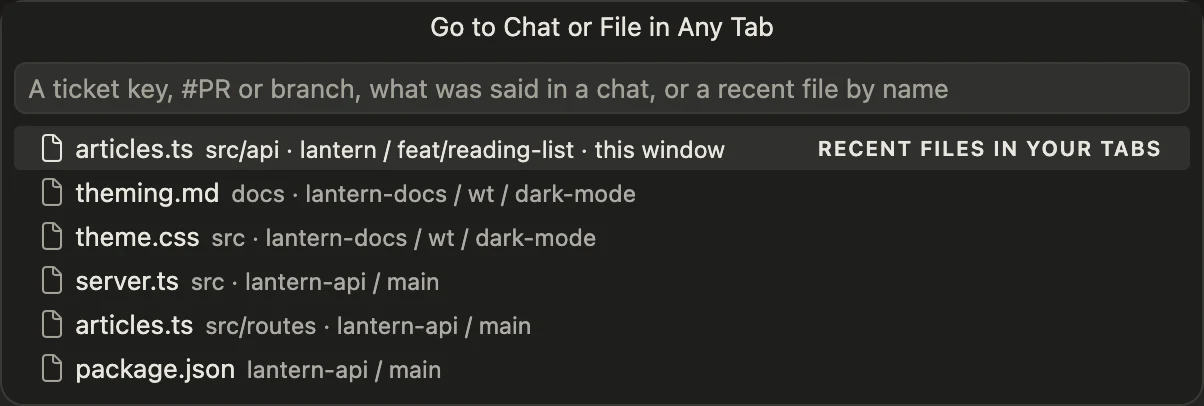 Go to Chat or File in Any Tab
A ticket key, #PR or branch, what was said in a chat, or a recent file by name
articles.ts src/api · lantern / feat/reading-list · this window RECENT FILES IN YOUR TABS
theming.md docs · lantern-docs / wt / dark-mode
theme.css src · lantern-docs / wt / dark-mode
server.ts src · lantern-api / main
articles.ts src/routes · lantern-api / main
package.json lantern-api / main